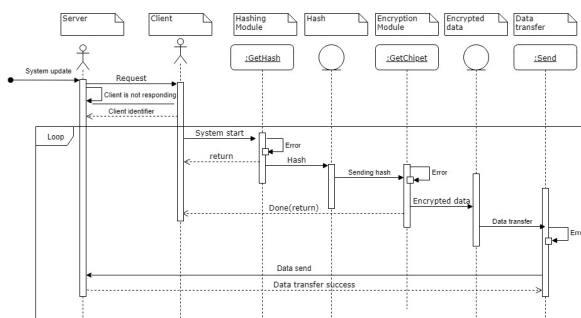 Server
Client
Hashing
Module
Hash
Encryption
Module
Encrypted
data
Data
transfer
:GetHash
:GetChipet
:Send
System update
Request
Client is not responding
Client identifier
Loop
System start
Error
return
Hash
Sending hash
Error
Encrypted data
Done(return)
Data transfer
Err
Data send
Data transfer success